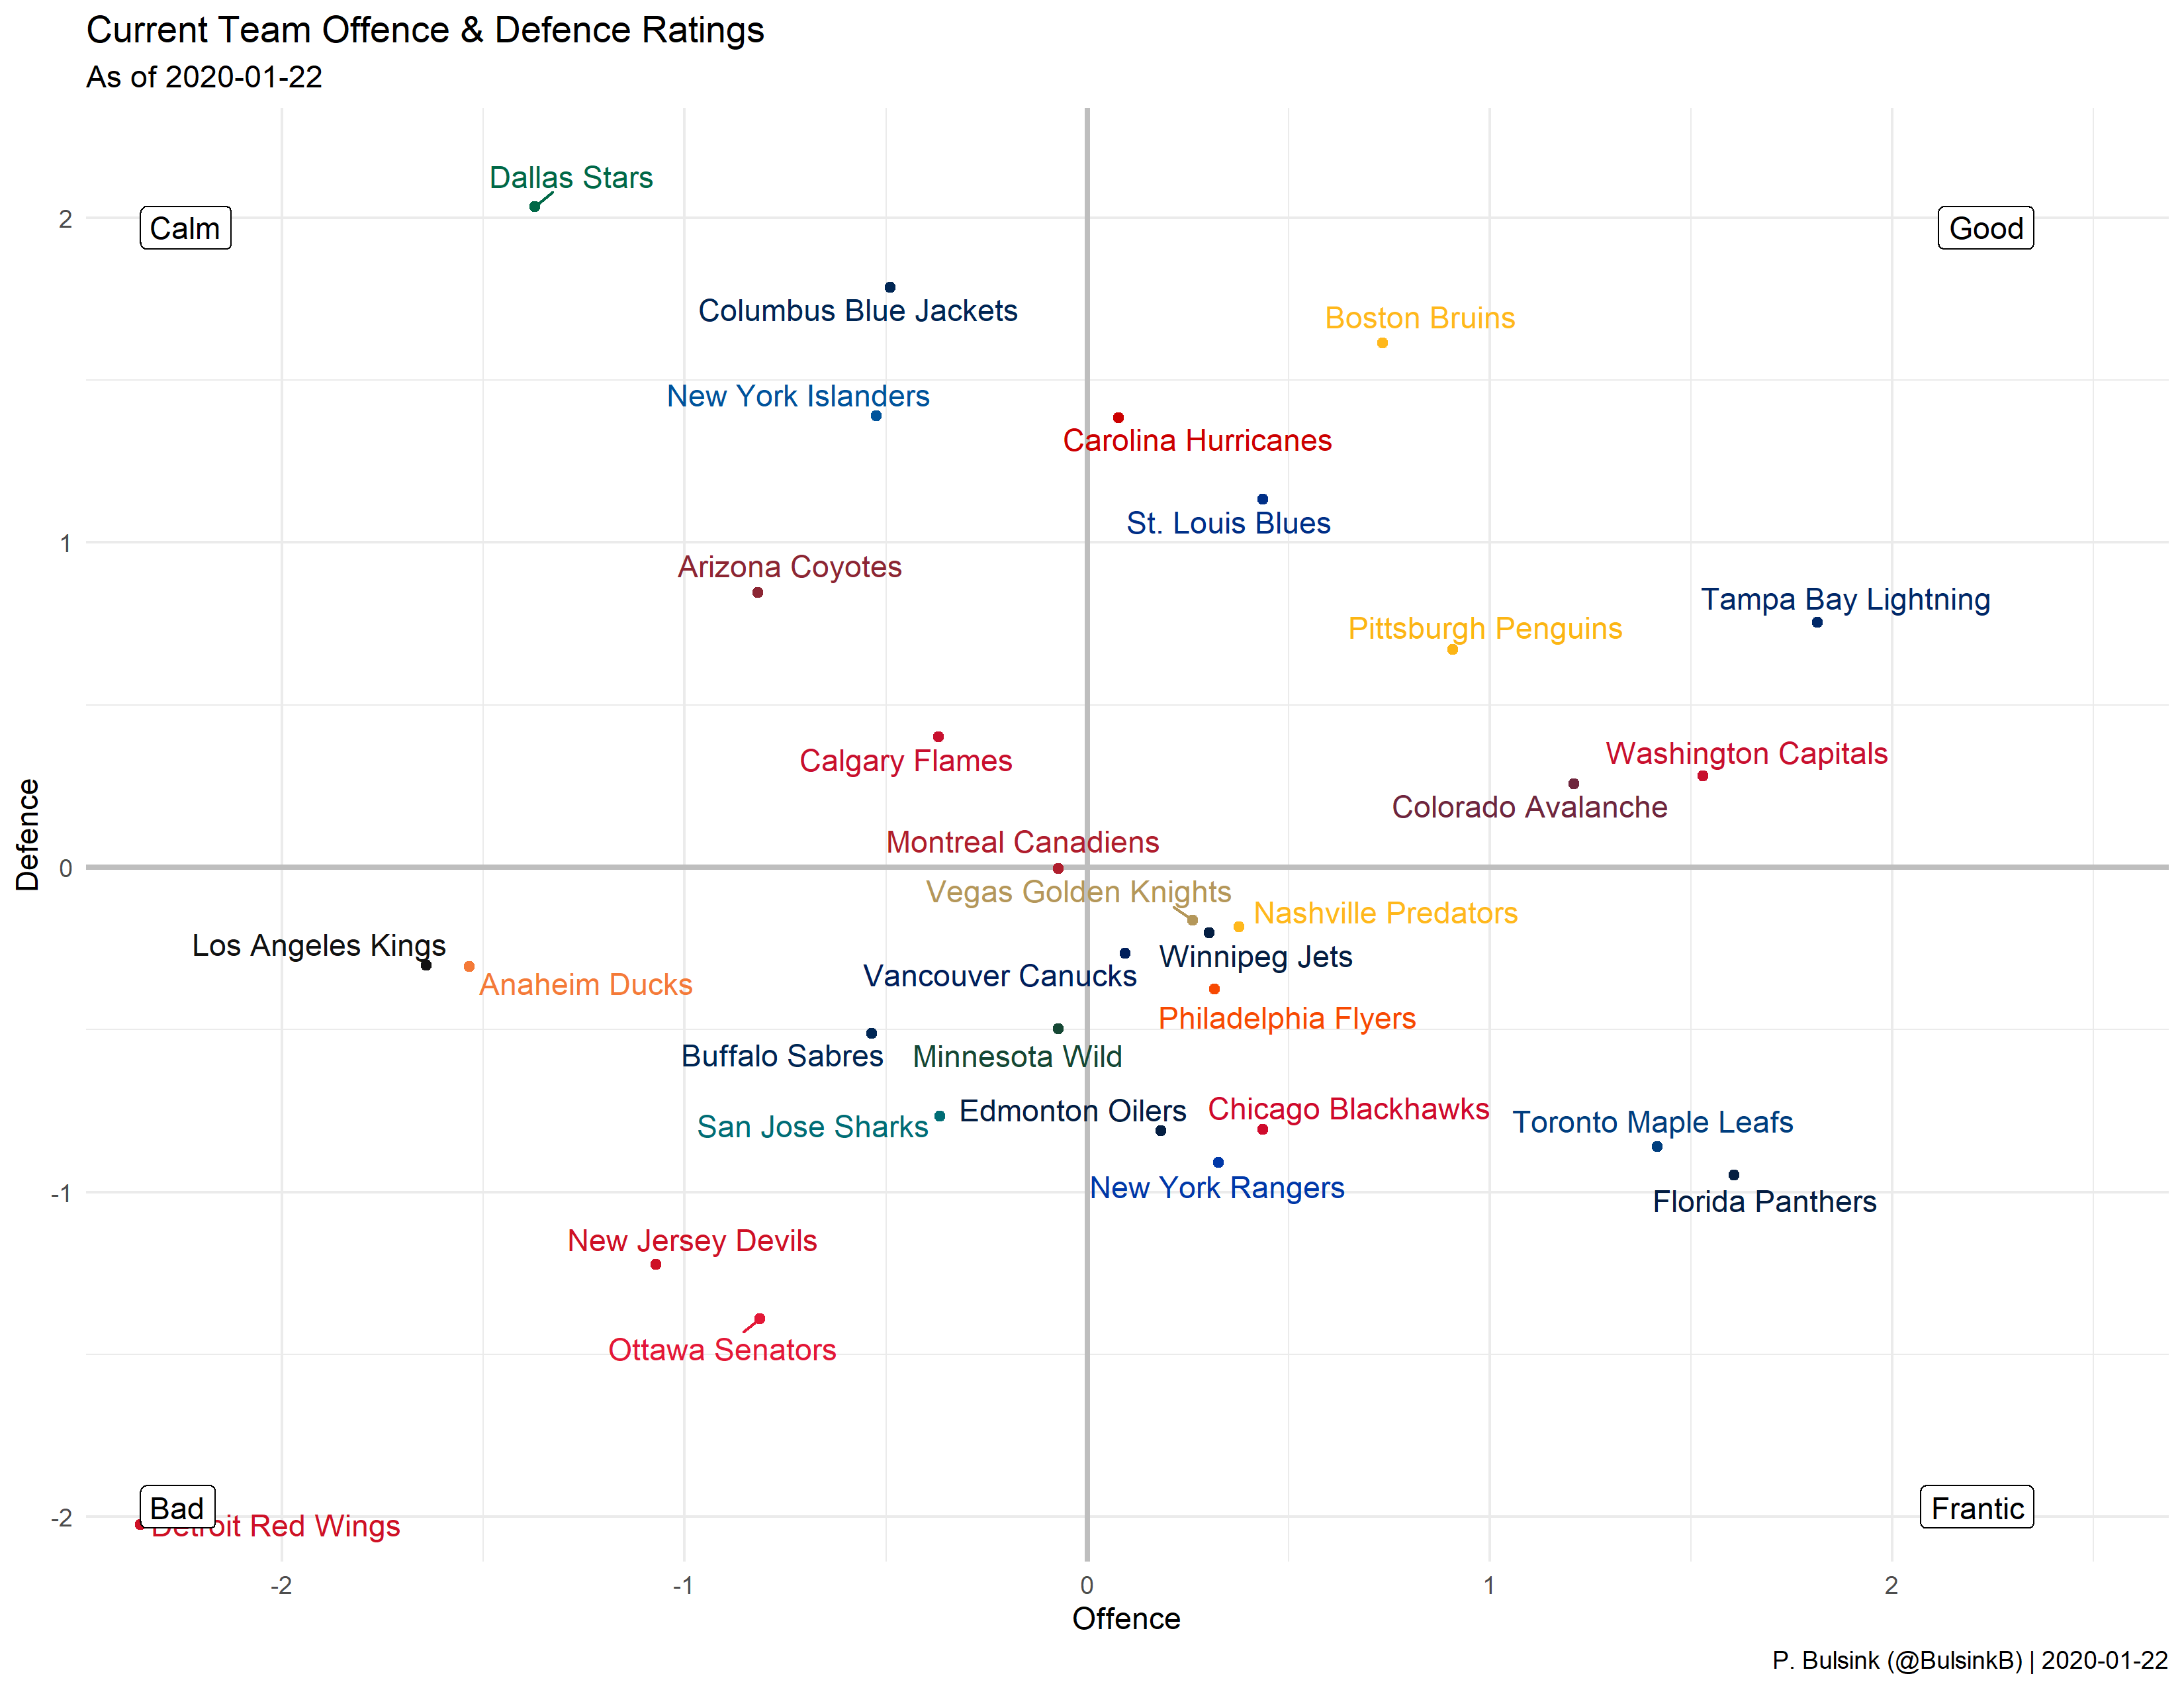 Current Team Offence & Defence Ratings
As of 2020-01-22
Dallas Stars
Calm
Good
2
Columbus Blue Jackets
Boston Bruins
New York Islanders
Carolina Hurricanes
St. Louis Blues
1
Arizona Coyotes
Tampa Bay Lightning
Pittsburgh Penguins
Calgary Flames
Washington Capitals
Colorado Avalanche
Defence
Montreal Canadiens
0
Vegas Golden Knights
Nashville Predators
Los Angeles Kings
Winnipeg Jets
Vancouver Canucks
Anaheim Ducks
Philadelphia Flyers
Buffalo Sabres
Minnesota Wild
Edmonton Oilers
Chicago Blackhawks
San Jose Sharks
Toronto Maple Leafs
-1
New York Rangers
Florida Panthers
New Jersey Devils
Ottawa Senators
Bad
Frantic
-2
Detroit Red Wings
-2
-1
0
1
2
Offence
P. Bulsink (@BulsinkB) | 2020-01-22